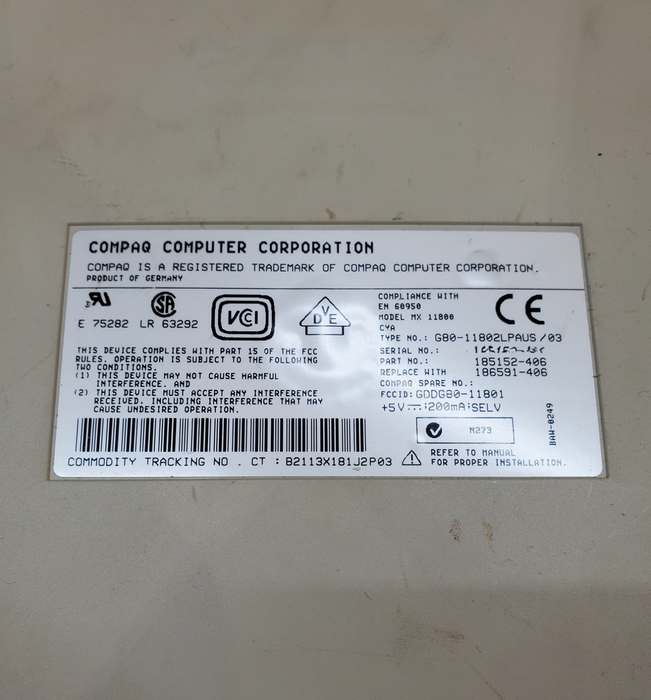 COMPAQ COMPUTER CORPORATION
COMPAQ IS A REGISTERED TRADEMARK OF COMPAQ COMPUTER CORPORATION.
PRODUCT OF GERMANY
E 75282 LR 63292
VCCI
VDE
THIS DEVICE COMPLIES WITH PART 15 OF THE FCC
RULES. OPERATION IS SUBJECT TO THE FOLLOWING
TWO CONDITIONS.
(1) THIS DEVICE MAY NOT CAUSE HARMFUL
INTERFERENCE. AND
(2) THIS DEVICE MUST ACCEPT ANY INTERFERENCE
RECEIVED. INCLUDING INTERFERENCE THAT MAY
CAUSE UNDESIRED OPERATION.
COMMODITY TRACKING NO . CT : B2113X181J2P03
COMPLIANCE WITH
EN 60950
MODEL MX 11800
CYA
TYPE NO.: G80-11802LPAUS/03
SERIAL NO.:
PART NO.: 185152-406
REPLACE WITH 186591-406
COMPAQ SPARE NO.:
FCCID: GDDG80-11801
+5V⎓:200mA:SELV
CE
N273
REFER TO MANUAL
FOR PROPER INSTALLATION.
BAW-0249